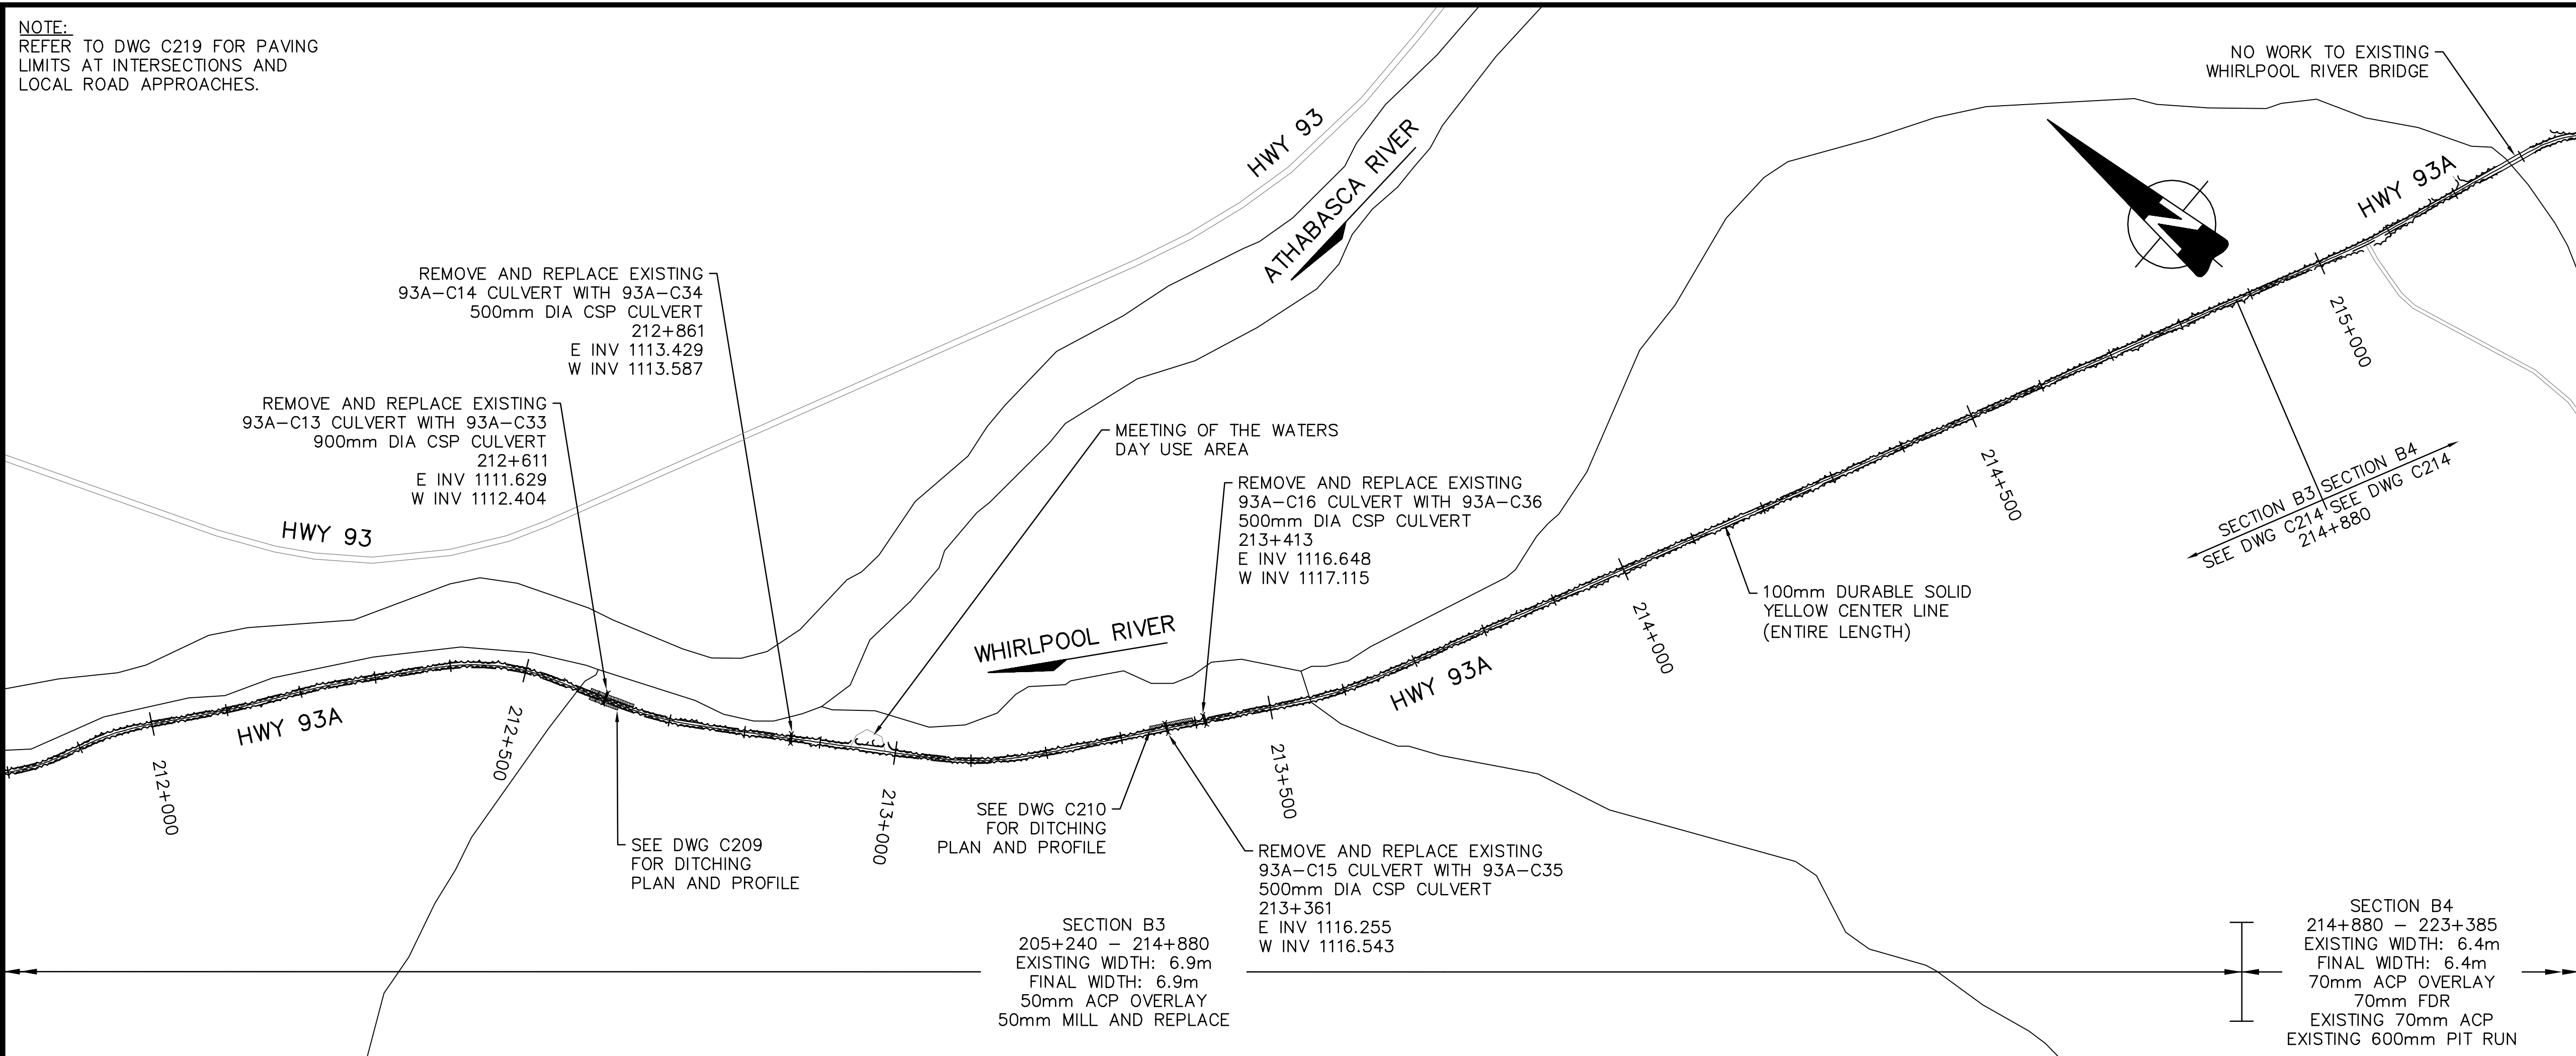 NOTE:
REFER TO DWG C219 FOR PAVING
LIMITS AT INTERSECTIONS AND
LOCAL ROAD APPROACHES.
HWY 93
ATHABASCA RIVER
NO WORK TO EXISTING
WHIRLPOOL RIVER BRIDGE
HWY 93A
REMOVE AND REPLACE EXISTING
93A-C14 CULVERT WITH 93A-C34
500mm DIA CSP CULVERT
212+861
E INV 1113.429
W INV 1113.587
REMOVE AND REPLACE EXISTING
93A-C13 CULVERT WITH 93A-C33
900mm DIA CSP CULVERT
212+611
E INV 1111.629
W INV 1112.404
HWY 93
MEETING OF THE WATERS
DAY USE AREA
REMOVE AND REPLACE EXISTING
93A-C16 CULVERT WITH 93A-C36
500mm DIA CSP CULVERT
213+413
E INV 1116.648
W INV 1117.115
215+000
214+500
SECTION B3 SECTION B4
SEE DWG C214 SEE DWG C214
214+880
100mm DURABLE SOLID
YELLOW CENTER LINE
(ENTIRE LENGTH)
WHIRLPOOL RIVER
214+000
HWY 93A
HWY 93A
212+000
212+500
213+000
213+500
SEE DWG C209
FOR DITCHING
PLAN AND PROFILE
SEE DWG C210
FOR DITCHING
PLAN AND PROFILE
REMOVE AND REPLACE EXISTING
93A-C15 CULVERT WITH 93A-C35
500mm DIA CSP CULVERT
213+361
E INV 1116.255
W INV 1116.543
SECTION B3
205+240 - 214+880
EXISTING WIDTH: 6.9m
FINAL WIDTH: 6.9m
50mm ACP OVERLAY
50mm MILL AND REPLACE
SECTION B4
214+880 - 223+385
EXISTING WIDTH: 6.4m
FINAL WIDTH: 6.4m
70mm ACP OVERLAY
70mm FDR
EXISTING 70mm ACP
EXISTING 600mm PIT RUN